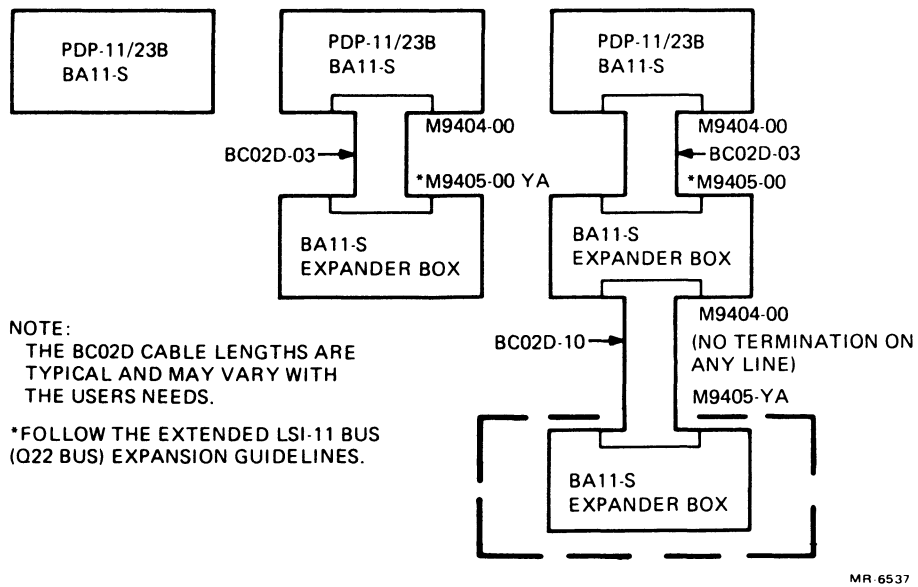 PDP-11/23B
BA11-S
PDP-11/23B
BA11-S
M9404-00
BC02D-03
*M9405-00 YA
BA11-S
EXPANDER BOX
PDP-11/23B
BA11-S
M9404-00
BC02D-03
*M9405-00
BA11-S
EXPANDER BOX
M9404-00
(NO TERMINATION ON
ANY LINE)
BC02D-10
M9405-YA
BA11-S
EXPANDER BOX
NOTE:
THE BC02D CABLE LENGTHS ARE
TYPICAL AND MAY VARY WITH
THE USERS NEEDS.
*FOLLOW THE EXTENDED LSI-11 BUS
(Q22 BUS) EXPANSION GUIDELINES.
MR-6537